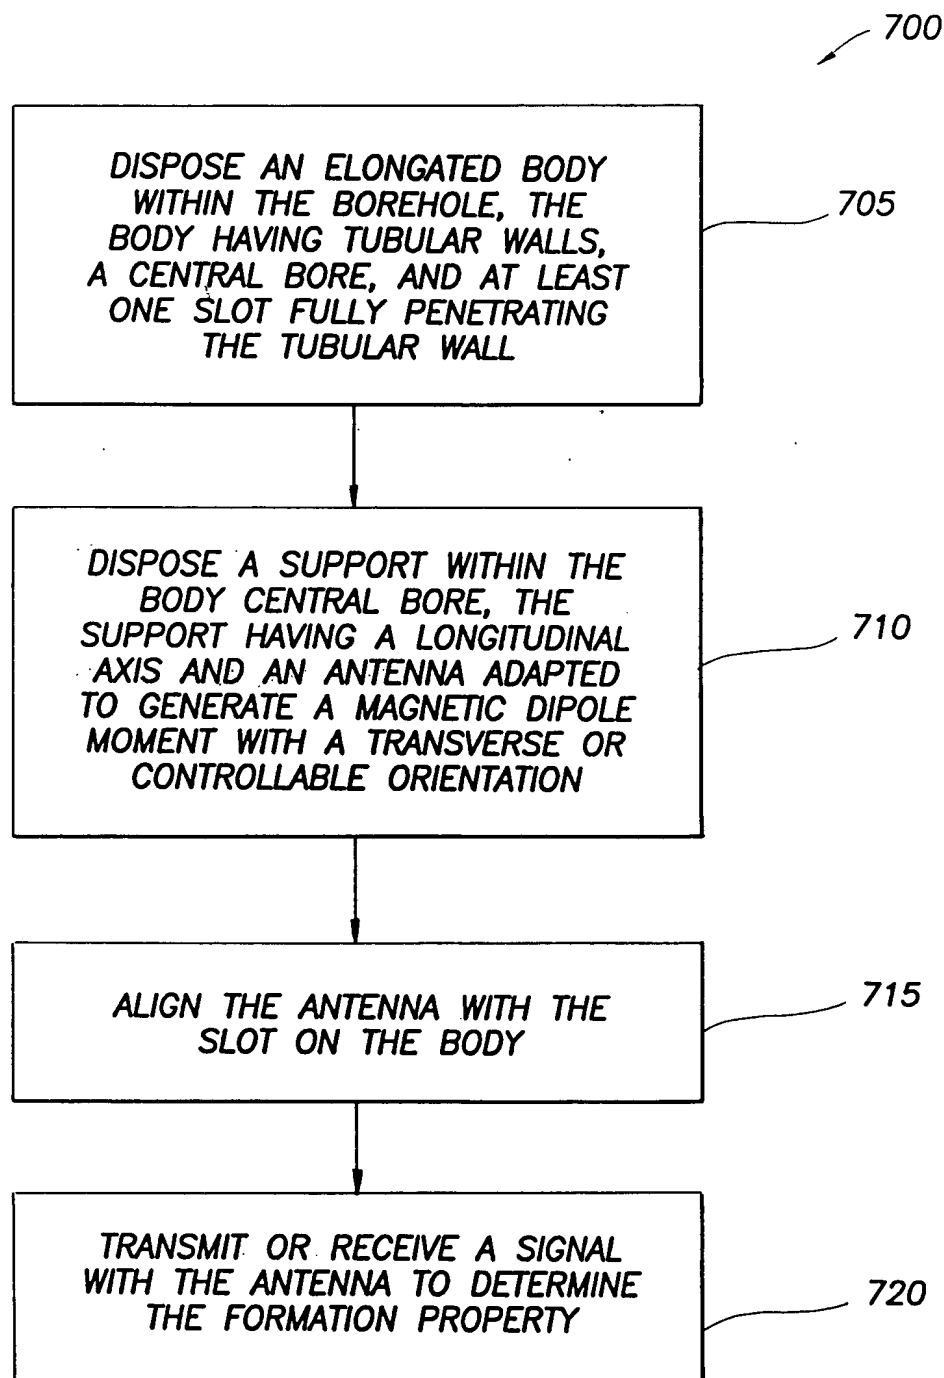 700
DISPOSE AN ELONGATED BODY
WITHIN THE BOREHOLE, THE
BODY HAVING TUBULAR WALLS,
A CENTRAL BORE, AND AT LEAST
ONE SLOT FULLY PENETRATING
THE TUBULAR WALL
705
DISPOSE A SUPPORT WITHIN THE
BODY CENTRAL BORE, THE
SUPPORT HAVING A LONGITUDINAL
AXIS AND AN ANTENNA ADAPTED
TO GENERATE A MAGNETIC DIPOLE
MOMENT WITH A TRANSVERSE OR
CONTROLLABLE ORIENTATION
710
ALIGN THE ANTENNA WITH THE
SLOT ON THE BODY
715
TRANSMIT OR RECEIVE A SIGNAL
WITH THE ANTENNA TO DETERMINE
THE FORMATION PROPERTY
720